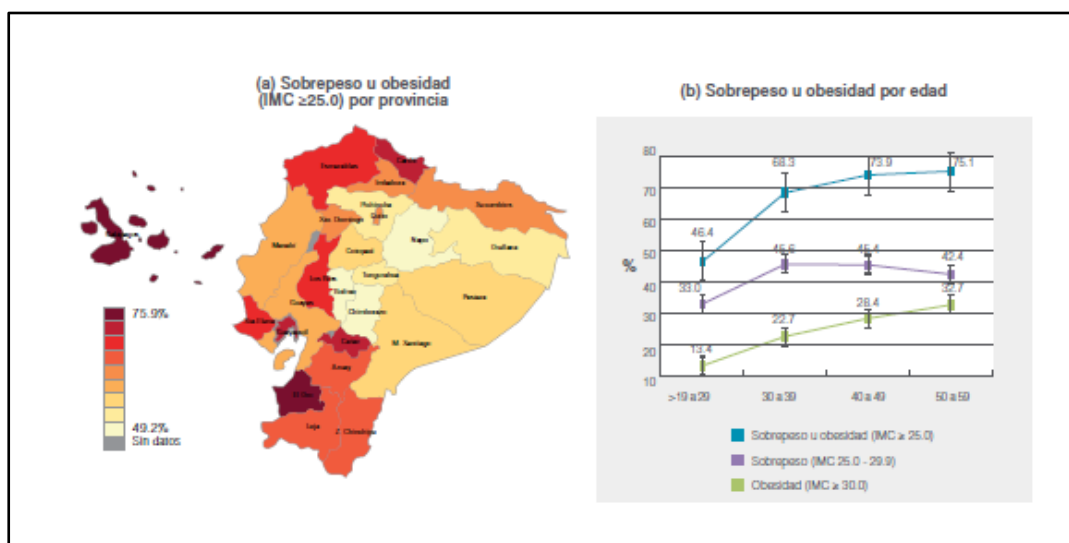 (a) Sobrepeso u obesidad
(IMC ≥25.0) por provincia
Esmeraldas
Carchi
Imbabura
Sucumbios
Pichincha
Quito
Sto. Domingo
Galápagos
Manabí
Napo
Orellana
Cotopaxi
Tungurahua
Los Ríos
Bolívar
Pastaza
Guayas
Chimborazo
Sta Elena
Guayaquil
Cañar
M. Santiago
Azuay
El Oro
Loja
Z. Chinchipe
75.9%
49.2%
Sin datos
(b) Sobrepeso u obesidad por edad
%
80
70
60
50
40
30
20
10
46.4
68.3
73.9
75.1
33.0
45.6
45.4
42.4
13.4
22.7
28.4
32.7
>19 a 29
30 a 39
40 a 49
50 a 59
Sobrepeso u obesidad (IMC ≥ 25.0)
Sobrepeso (IMC 25.0 - 29.9)
Obesidad (IMC ≥ 30.0)